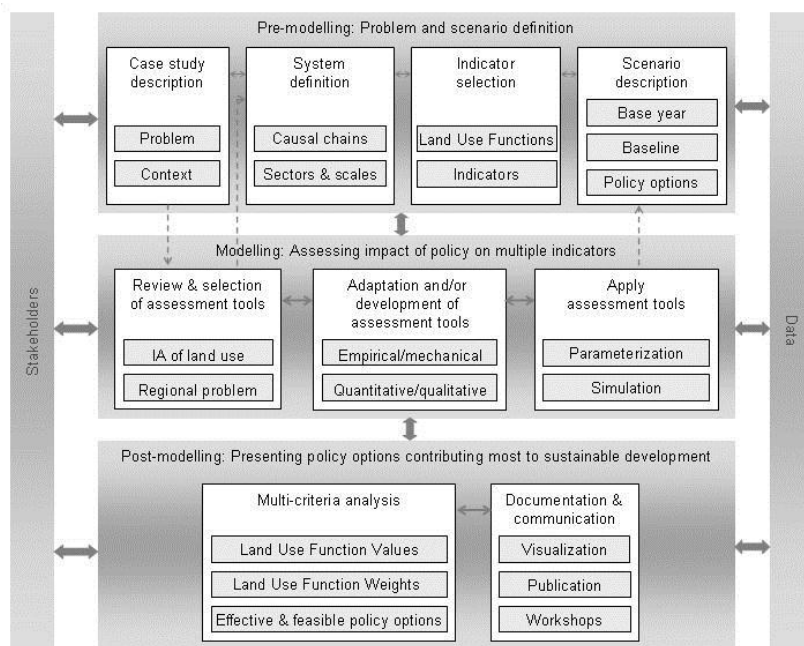 Pre-modelling: Problem and scenario definition
Case study
description
Problem
Context
System
definition
Causal chains
Sectors & scales
Indicator
selection
Land Use Functions
Indicators
Scenario
description
Base year
Baseline
Policy options
Stakeholders
Data
Modelling: Assessing impact of policy on multiple indicators
Review & selection
of assessment tools
IA of land use
Regional problem
Adaptation and/or
development of
assessment tools
Empirical/mechanical
Quantitative/qualitative
Apply
assessment tools
Parameterization
Simulation
Post-modelling: Presenting policy options contributing most to sustainable development
Multi-criteria analysis
Land Use Function Values
Land Use Function Weights
Effective & feasible policy options
Documentation &
communication
Visualization
Publication
Workshops